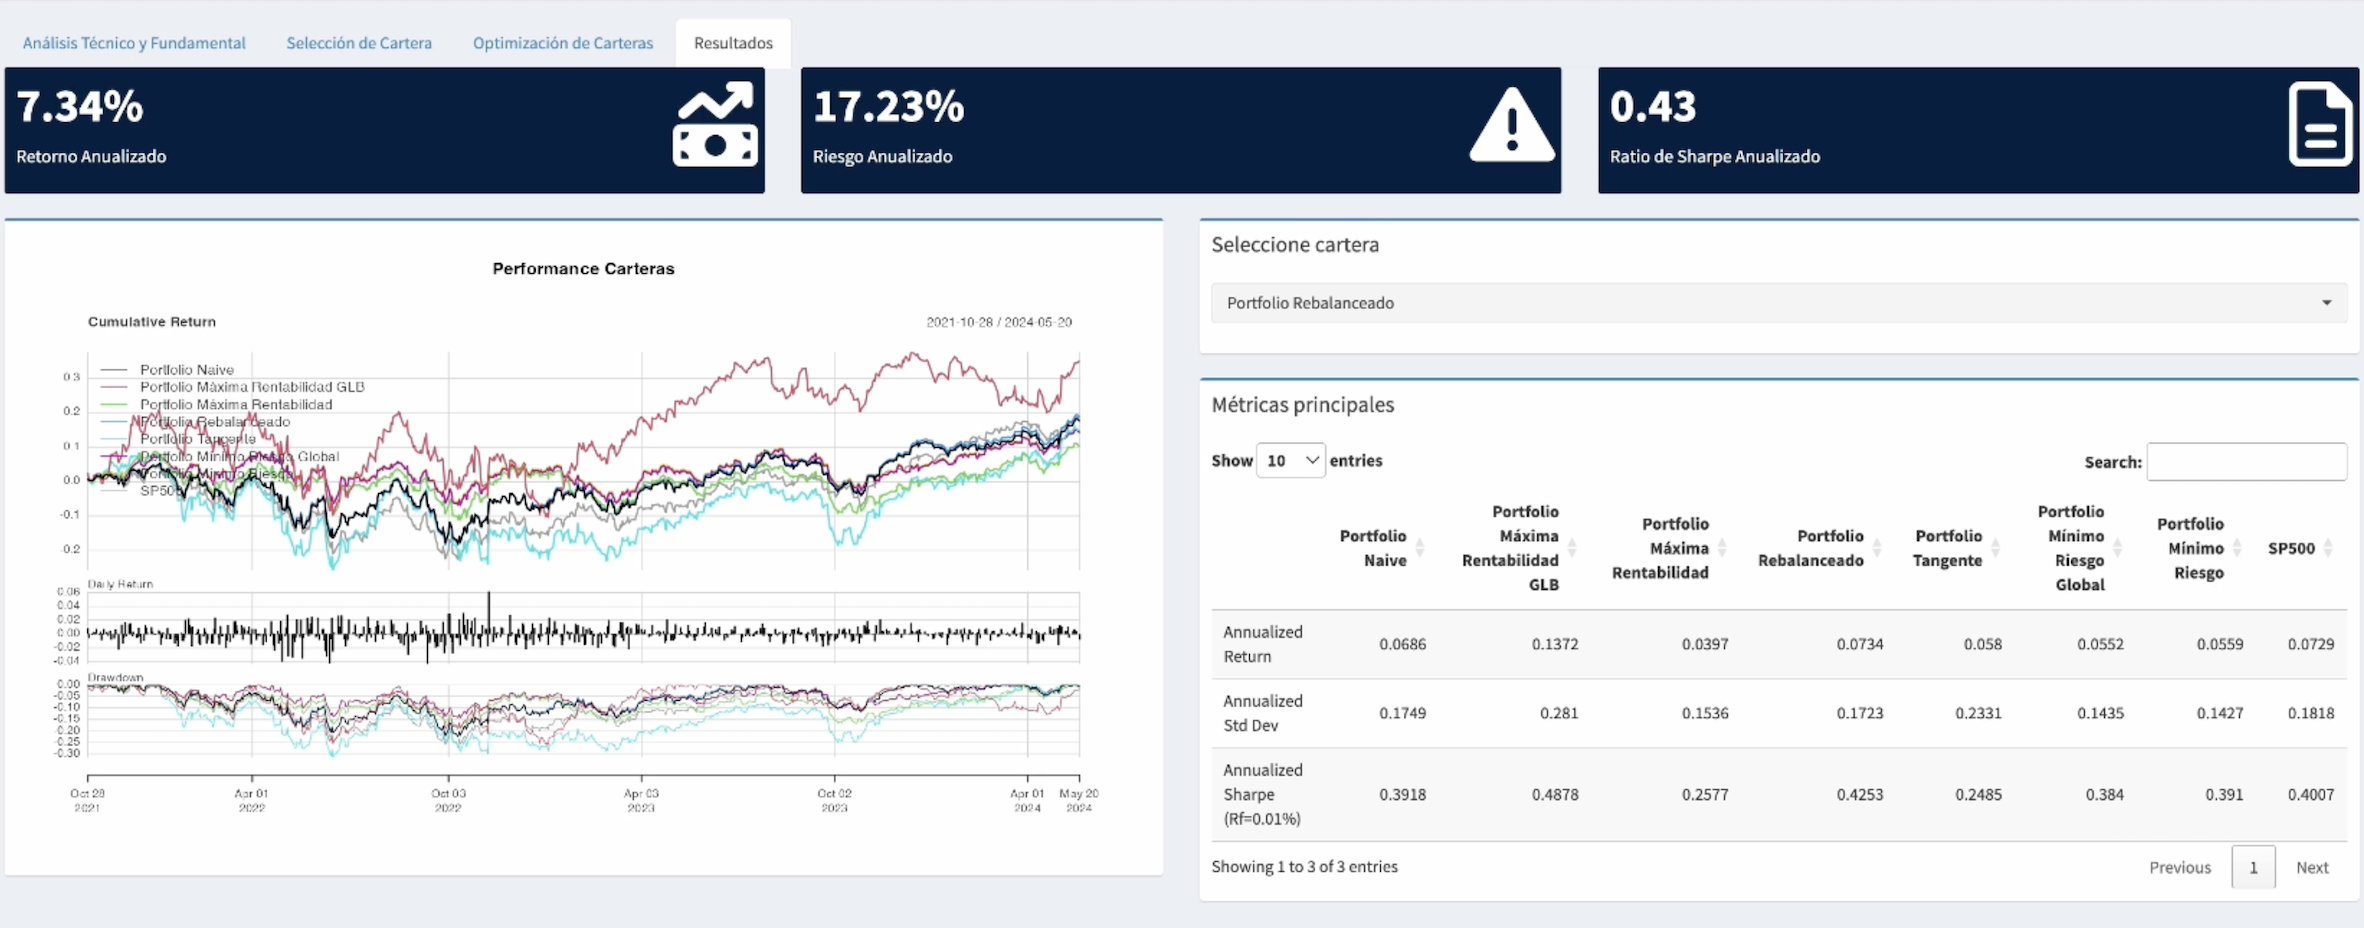 Análisis Técnico y Fundamental
Selección de Cartera
Optimización de Carteras
Resultados
7.34%
Retorno Anualizado
17.23%
Riesgo Anualizado
0.43
Ratio de Sharpe Anualizado
Performance Carteras
Cumulative Return
2021-10-28 / 2024-05-20
Portfolio Naive
Portfolio Máxima Rentabilidad GLB
Portfolio Máxima Rentabilidad
Portfolio Rebalanceado
Portfolio Tangente
Portfolio Mínimo Riesgo Global
Portfolio Mínimo Riesgo
SP500
0.3
0.2
0.1
0.0
-0.1
-0.2
Daily Return
0.06
0.04
0.02
0.00
-0.02
-0.04
Drawdown
0.00
-0.05
-0.10
-0.15
-0.20
-0.25
-0.30
Oct 28
2021
Apr 01
2022
Oct 03
2022
Apr 03
2023
Oct 02
2023
Apr 01
2024
May 20
2024
Seleccione cartera
Portfolio Rebalanceado
Métricas principales
Show 10 entries
Search:
Portfolio
Naive
Portfolio
Máxima
Rentabilidad
GLB
Portfolio
Máxima
Rentabilidad
Portfolio
Rebalanceado
Portfolio
Tangente
Portfolio
Mínimo
Riesgo
Global
Portfolio
Mínimo
Riesgo
SP500
Annualized
Return
0.0686 0.1372 0.0397 0.0734 0.058 0.0552 0.0559 0.0729
Annualized
Std Dev
0.1749 0.281 0.1536 0.1723 0.2331 0.1435 0.1427 0.1818
Annualized
Sharpe
(Rf=0.01%)
0.3918 0.4878 0.2577 0.4253 0.2485 0.384 0.391 0.4007
Showing 1 to 3 of 3 entries
Previous 1 Next